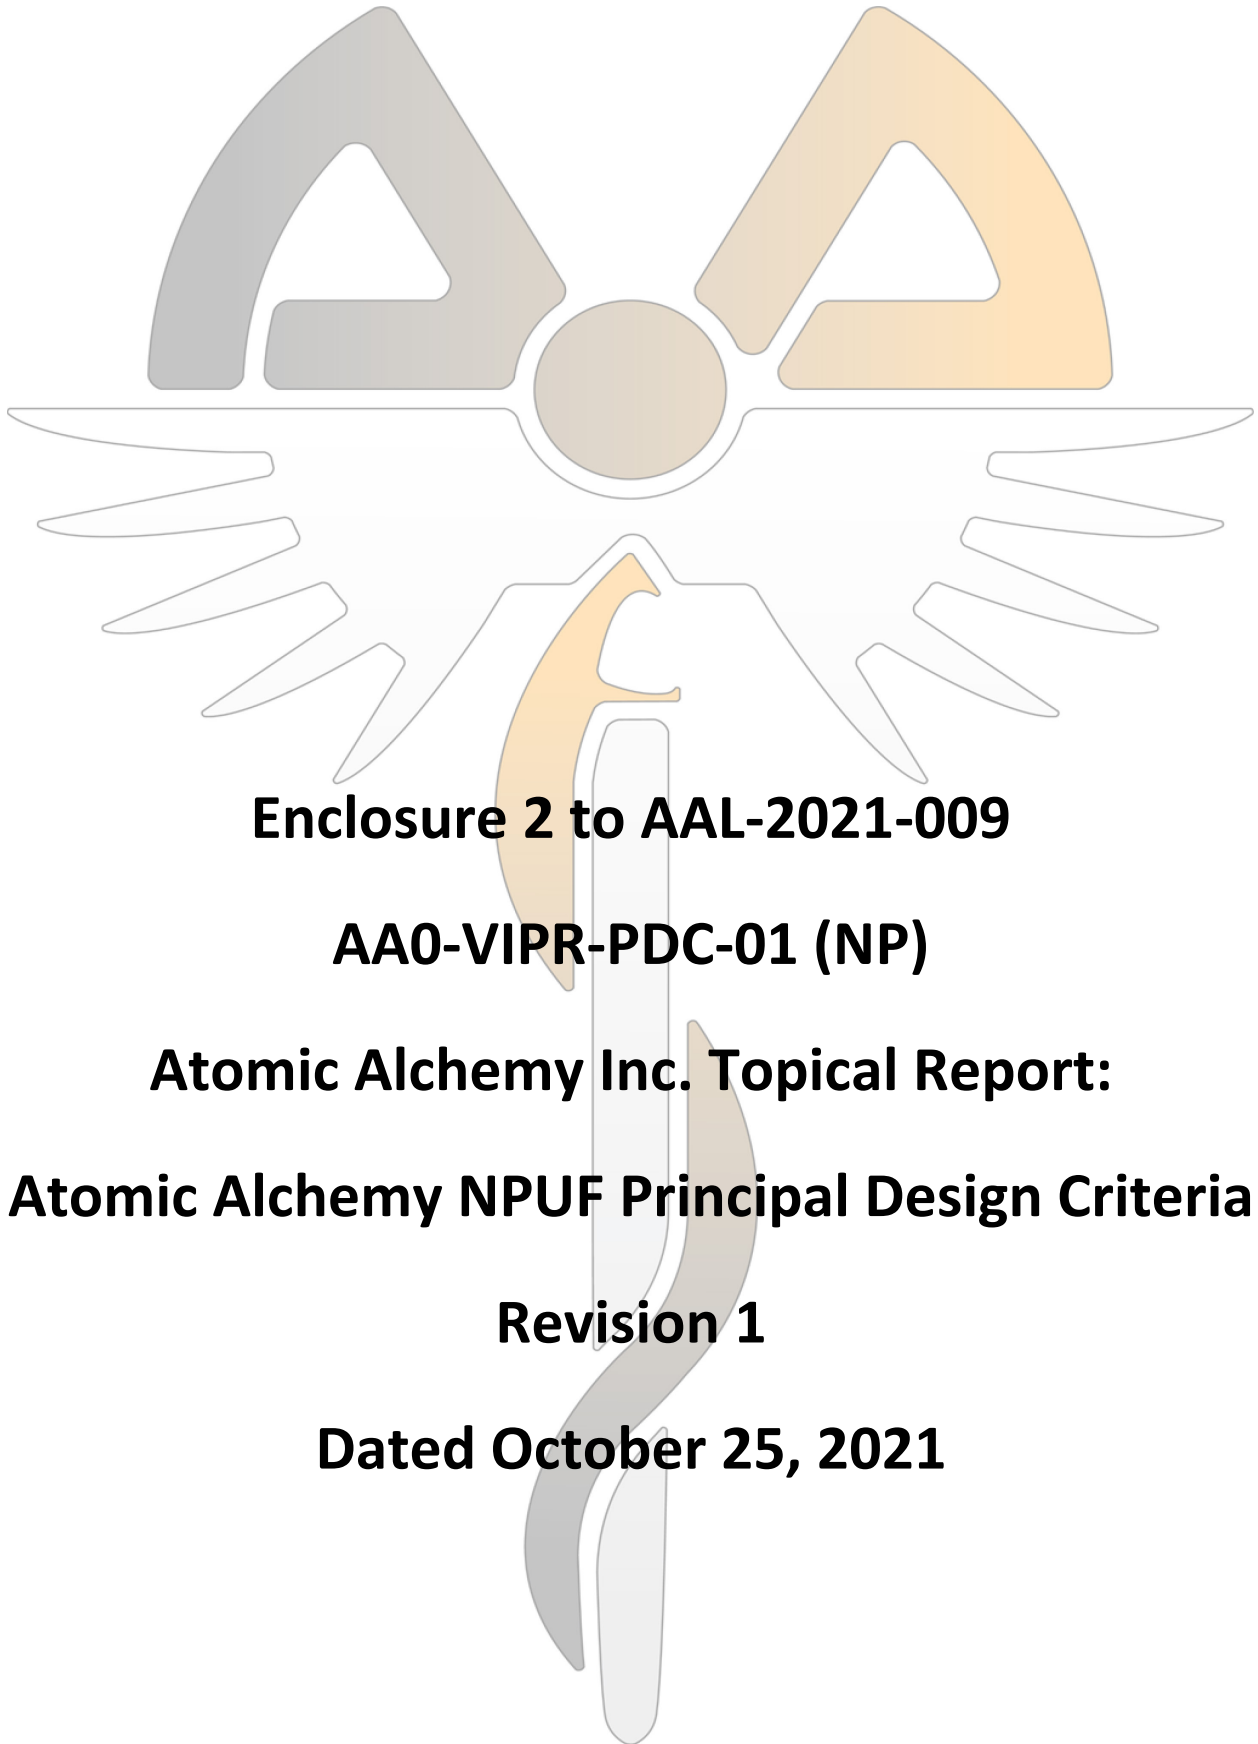 Enclosure 2 to AAL-2021-009
AA0-VIPR-PDC-01 (NP)
Atomic Alchemy Inc. Topical Report:
Atomic Alchemy NPUF Principal Design Criteria
Revision 1
Dated October 25, 2021